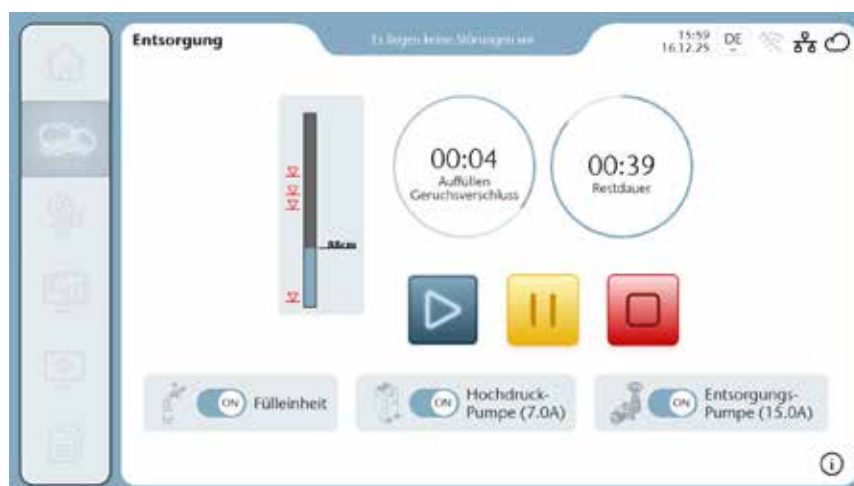 Entsorgung
Es liegen keine Störungen vor
15:59
16.12.25
DE
00:04
Auffüllen
Geruchsverschluss
00:39
Restdauer
ON
Fülleinheit
ON
Hochdruck-
Pumpe (7.0A)
ON
Entsorgungs-
Pumpe (15.0A)